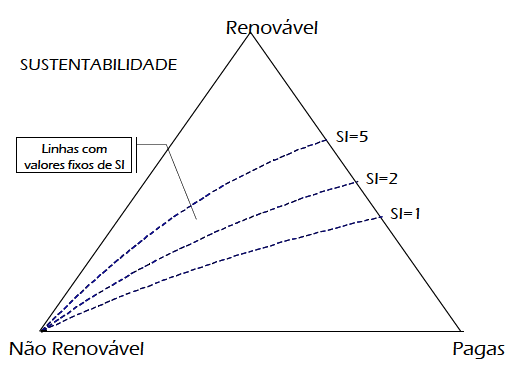 Renovável
SUSTENTABILIDADE
Linhas com
valores fixos de SI
SI=5
SI=2
SI=1
Não Renovável
Pagas